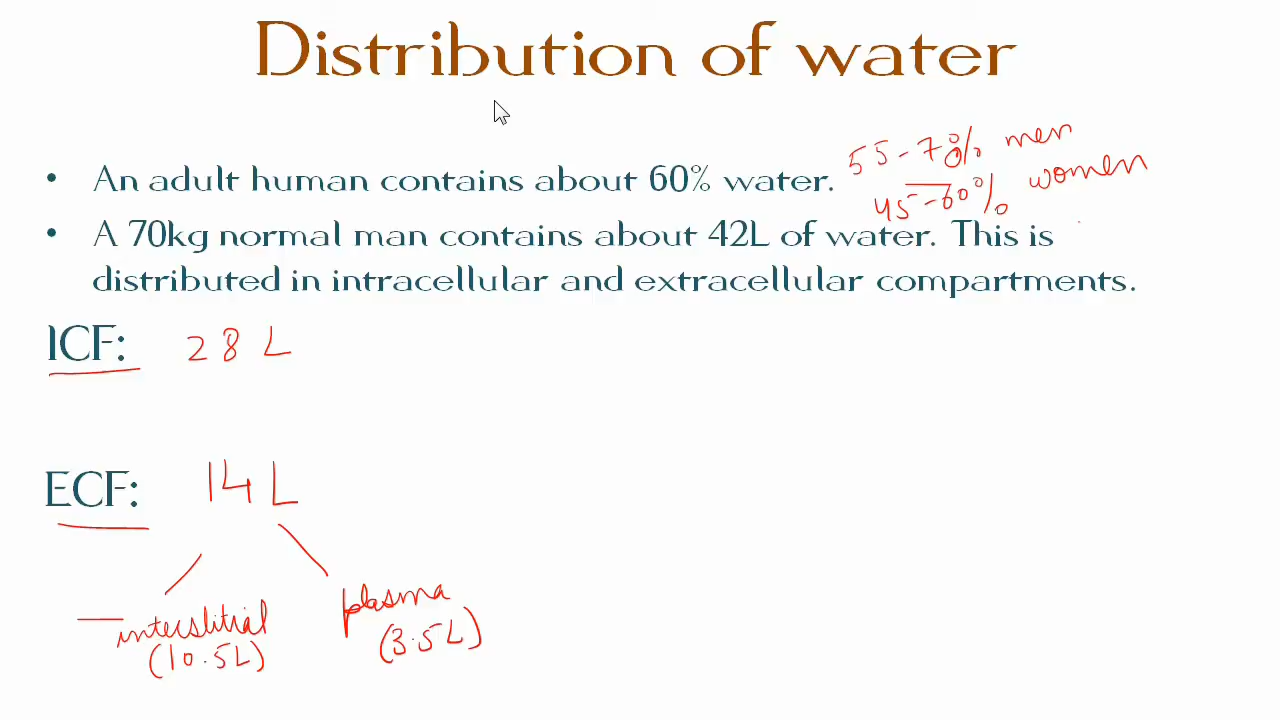 Distribution of water
• An adult human contains about 60% water.
55-70% men
45-60% women
• A 70kg normal man contains about 42L of water. This is
distributed in intracellular and extracellular compartments.
ICF: 28 L
ECF: 14 L
interstitial
(10.5L)
plasma
(3.5L)